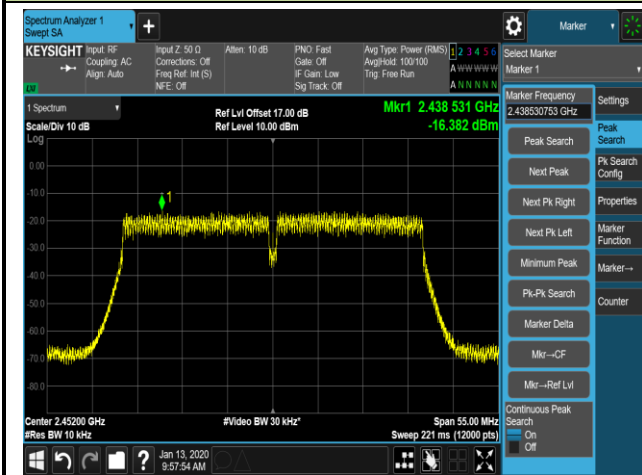 Spectrum Analyzer 1
Swept SA
Marker
KEYSIGHT
Input: RF
Coupling: AC
Align: Auto
Input Z: 50 Ω
Corrections: Off
Freq Ref: Int (S)
NFE: Off
Atten: 10 dB
PNO: Fast
Gate: Off
IF Gain: Low
Sig Track: Off
Avg Type: Power (RMS)
Avg|Hold: 100/100
Trig: Free Run
1 2 3 4 5 6
A W W W W W
A N N N N N
LXI
Select Marker
Marker 1
1 Spectrum
Scale/Div 10 dB
Log
Ref Lvl Offset 17.00 dB
Ref Level 10.00 dBm
Mkr1 2.438 531 GHz
-16.382 dBm
0.00
-10.0
-20.0
-30.0
-40.0
-50.0
-60.0
-70.0
-80.0
1
Center 2.45200 GHz
#Res BW 10 kHz
#Video BW 30 kHz*
Span 55.00 MHz
Sweep 221 ms (12000 pts)
Marker Frequency
2.438530753 GHz
Peak Search
Next Peak
Next Pk Right
Next Pk Left
Minimum Peak
Pk-Pk Search
Marker Delta
Mkr→CF
Mkr→Ref Lvl
Continuous Peak
Search
On
Off
Settings
Peak
Search
Pk Search
Config
Properties
Marker
Function
Marker→
Counter
Jan 13, 2020
9:57:54 AM